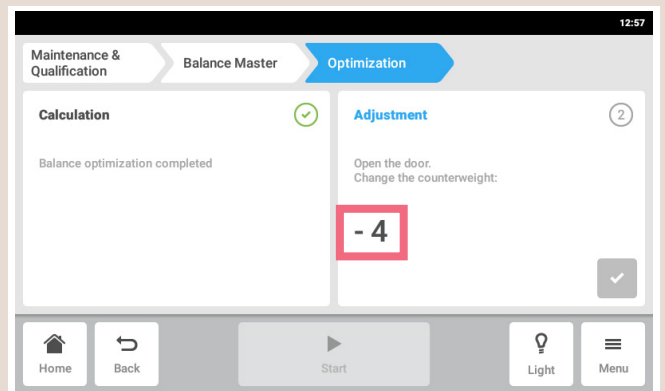 12:57
Maintenance &
Qualification
Balance Master
Optimization
Calculation
Balance optimization completed
Adjustment
2
Open the door.
Change the counterweight:
- 4
Home
Back
Start
Light
Menu